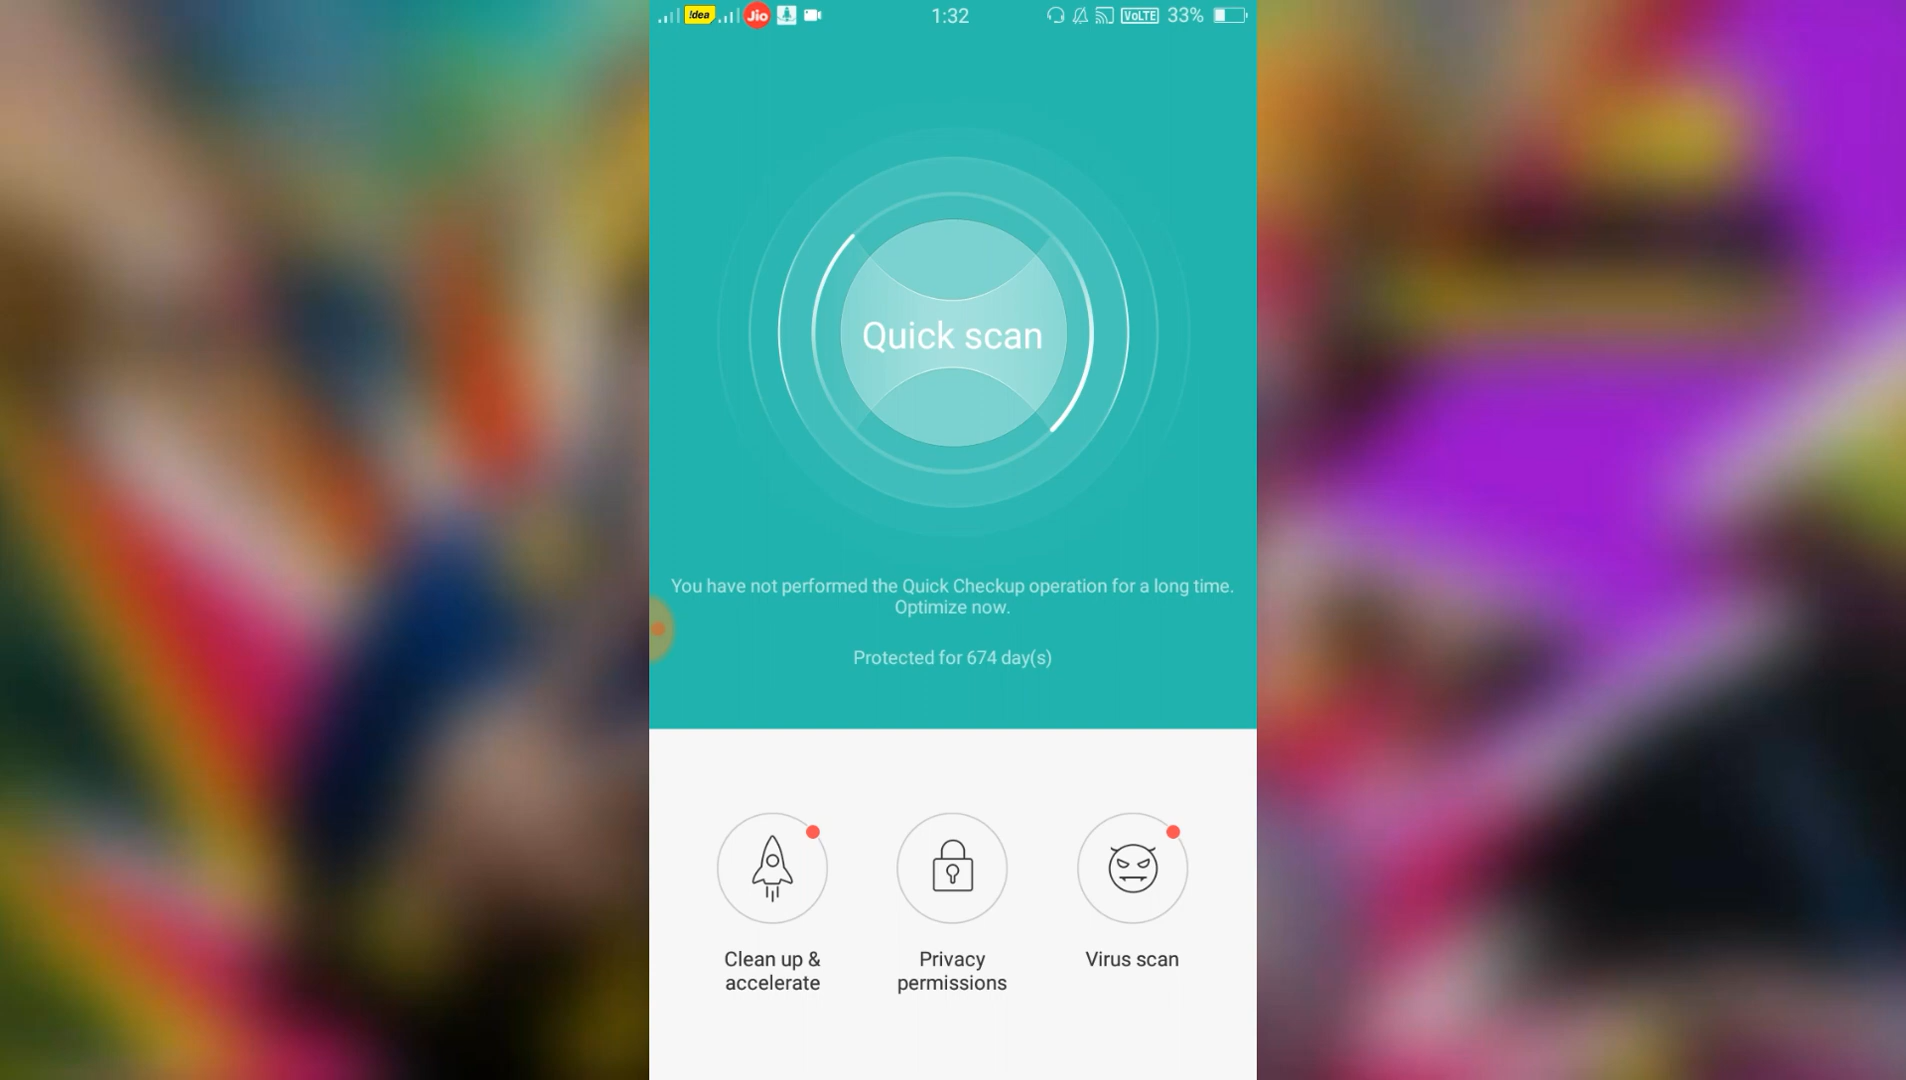 !dea Jio 1:32 VoLTE 33%
Quick scan
You have not performed the Quick Checkup operation for a long time.
Optimize now.
Protected for 674 day(s)
Clean up &
accelerate
Privacy
permissions
Virus scan